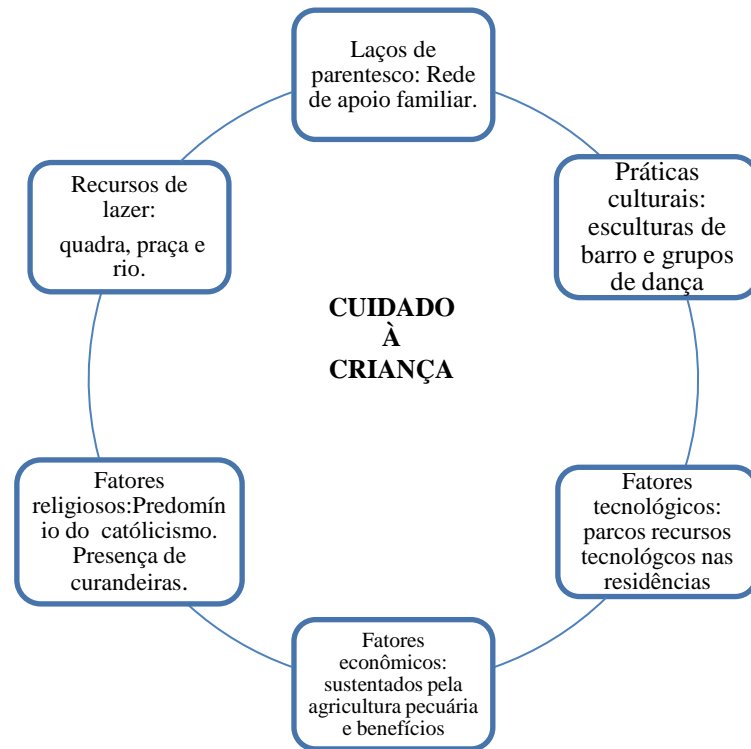 Laços de
parentesco: Rede
de apoio familiar.
Práticas
culturais:
esculturas de
barro e grupos
de dança
Fatores
tecnológicos:
parcos recursos
tecnológcos nas
residências
Fatores
econômicos:
sustentados pela
agricultura pecuária
e benefícios
Fatores
religiosos:Predomín
io do catolicismo.
Presença de
curandeiras.
Recursos de
lazer:
quadra, praça e
rio.
CUIDADO
À
CRIANÇA